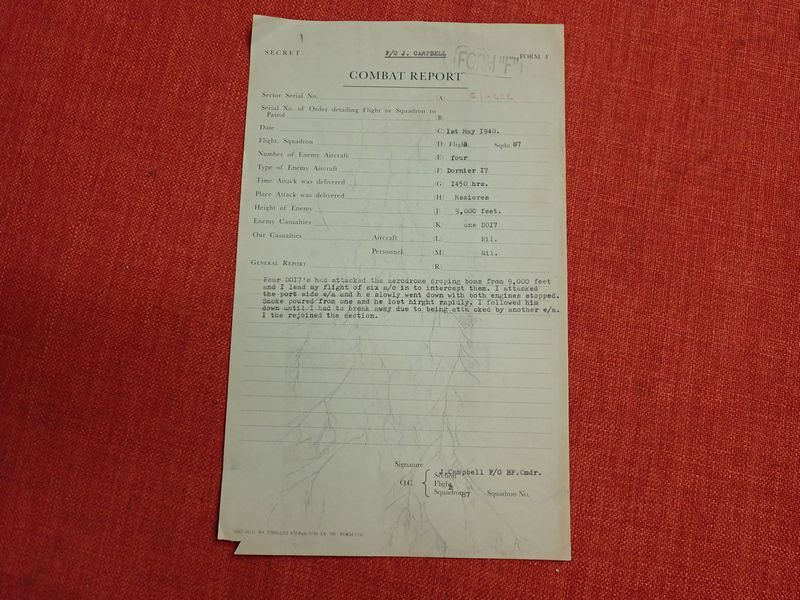 SECRET.
F/O J. CAMPBELL
FORM F
FORM "F"
COMBAT REPORT
Sector Serial No. (A)
Serial No. of Order detailing Flight or Squadron to
Patrol (B)
Date (C) 1st May 1940.
Flight, Squadron (D) Flight Sqdn 87
Number of Enemy Aircraft (E) four
Type of Enemy Aircraft (F) Dornier 17
Time Attack was delivered (G) 1450 hrs.
Place Attack was delivered (H) Mezieres
Height of Enemy (J) 9,000 feet.
Enemy Casualties (K) one DO17
Our Casualties Aircraft (L) Nil.
Personnel (M) Nil.
GENERAL REPORT (R)
Four DO17's had attacked the aerodrome droping boms from 9,000 feet
and I lead my flight of six a/c in to intercept them. I attacked
the port side e/a and h e slowly went down with both engines stopped.
Smoke poured from one and he lost hirght rapidly. I followed him
down until I had to break away due to being atta cked by another e/a.
I the rejoined the section.
Signature J.Campbell F/O BF.Cmdr.
O.C. Section
Flight
Squadron 87 Squadron No.